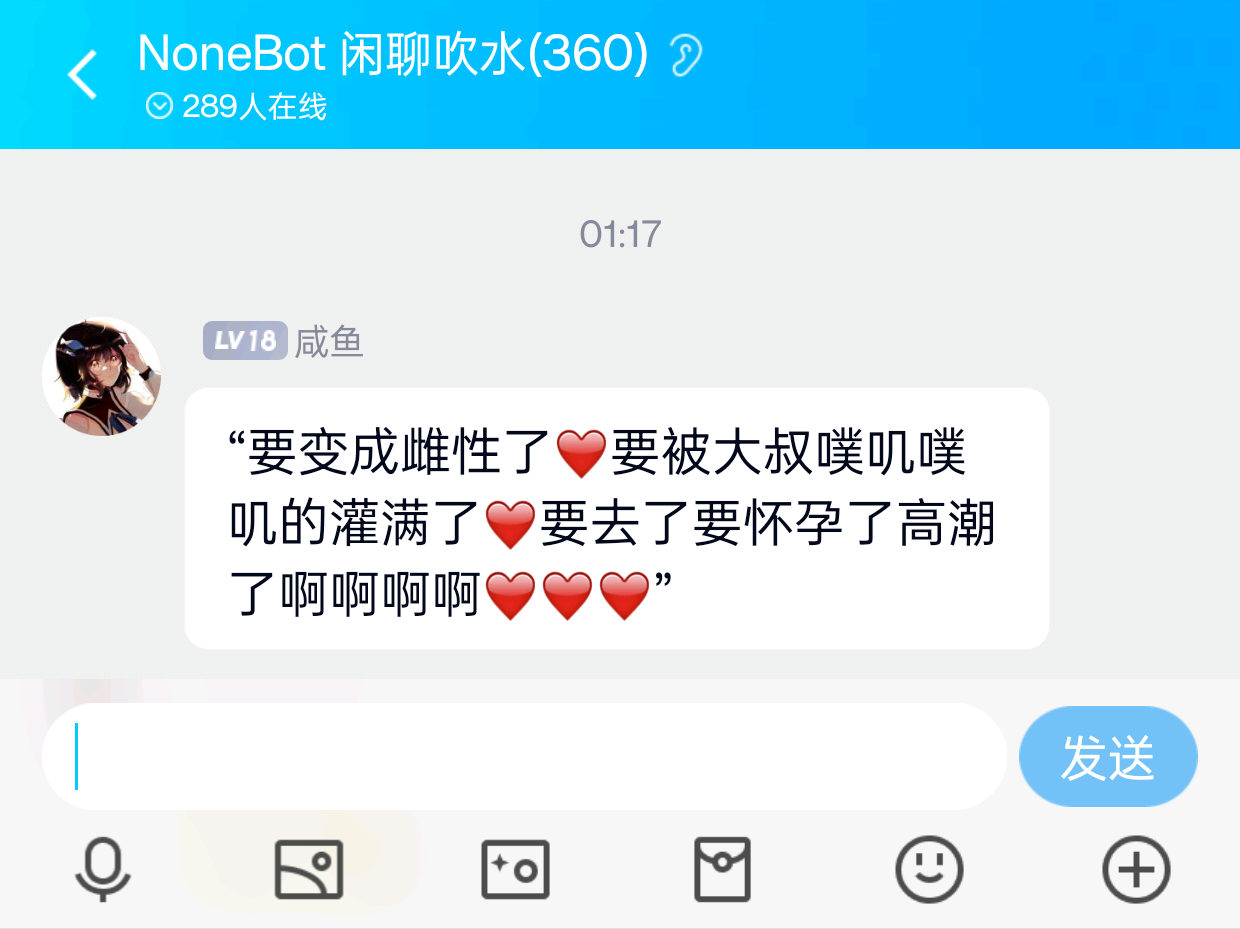 NoneBot 闲聊吹水(360)
289人在线
01:17
LV18 咸鱼
“要变成雌性了❤️要被大叔噗叽噗
叽的灌满了❤️要去了要怀孕了高潮
了啊啊啊啊❤️❤️❤️”
发送